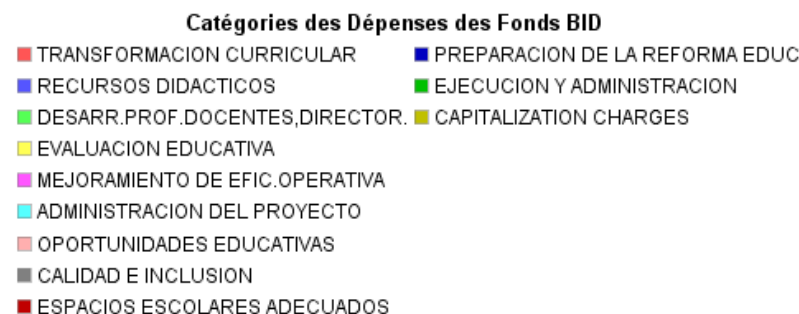 Catégories des Dépenses des Fonds BID
TRANSFORMACION CURRICULAR
RECURSOS DIDACTICOS
DESARR.PROF.DOCENTES,DIRECTOR.
EVALUACION EDUCATIVA
MEJORAMIENTO DE EFIC.OPERATIVA
ADMINISTRACION DEL PROYECTO
OPORTUNIDADES EDUCATIVAS
CALIDAD E INCLUSION
ESPACIOS ESCOLARES ADECUADOS
PREPARACION DE LA REFORMA EDUC
EJECUCION Y ADMINISTRACION
CAPITALIZATION CHARGES